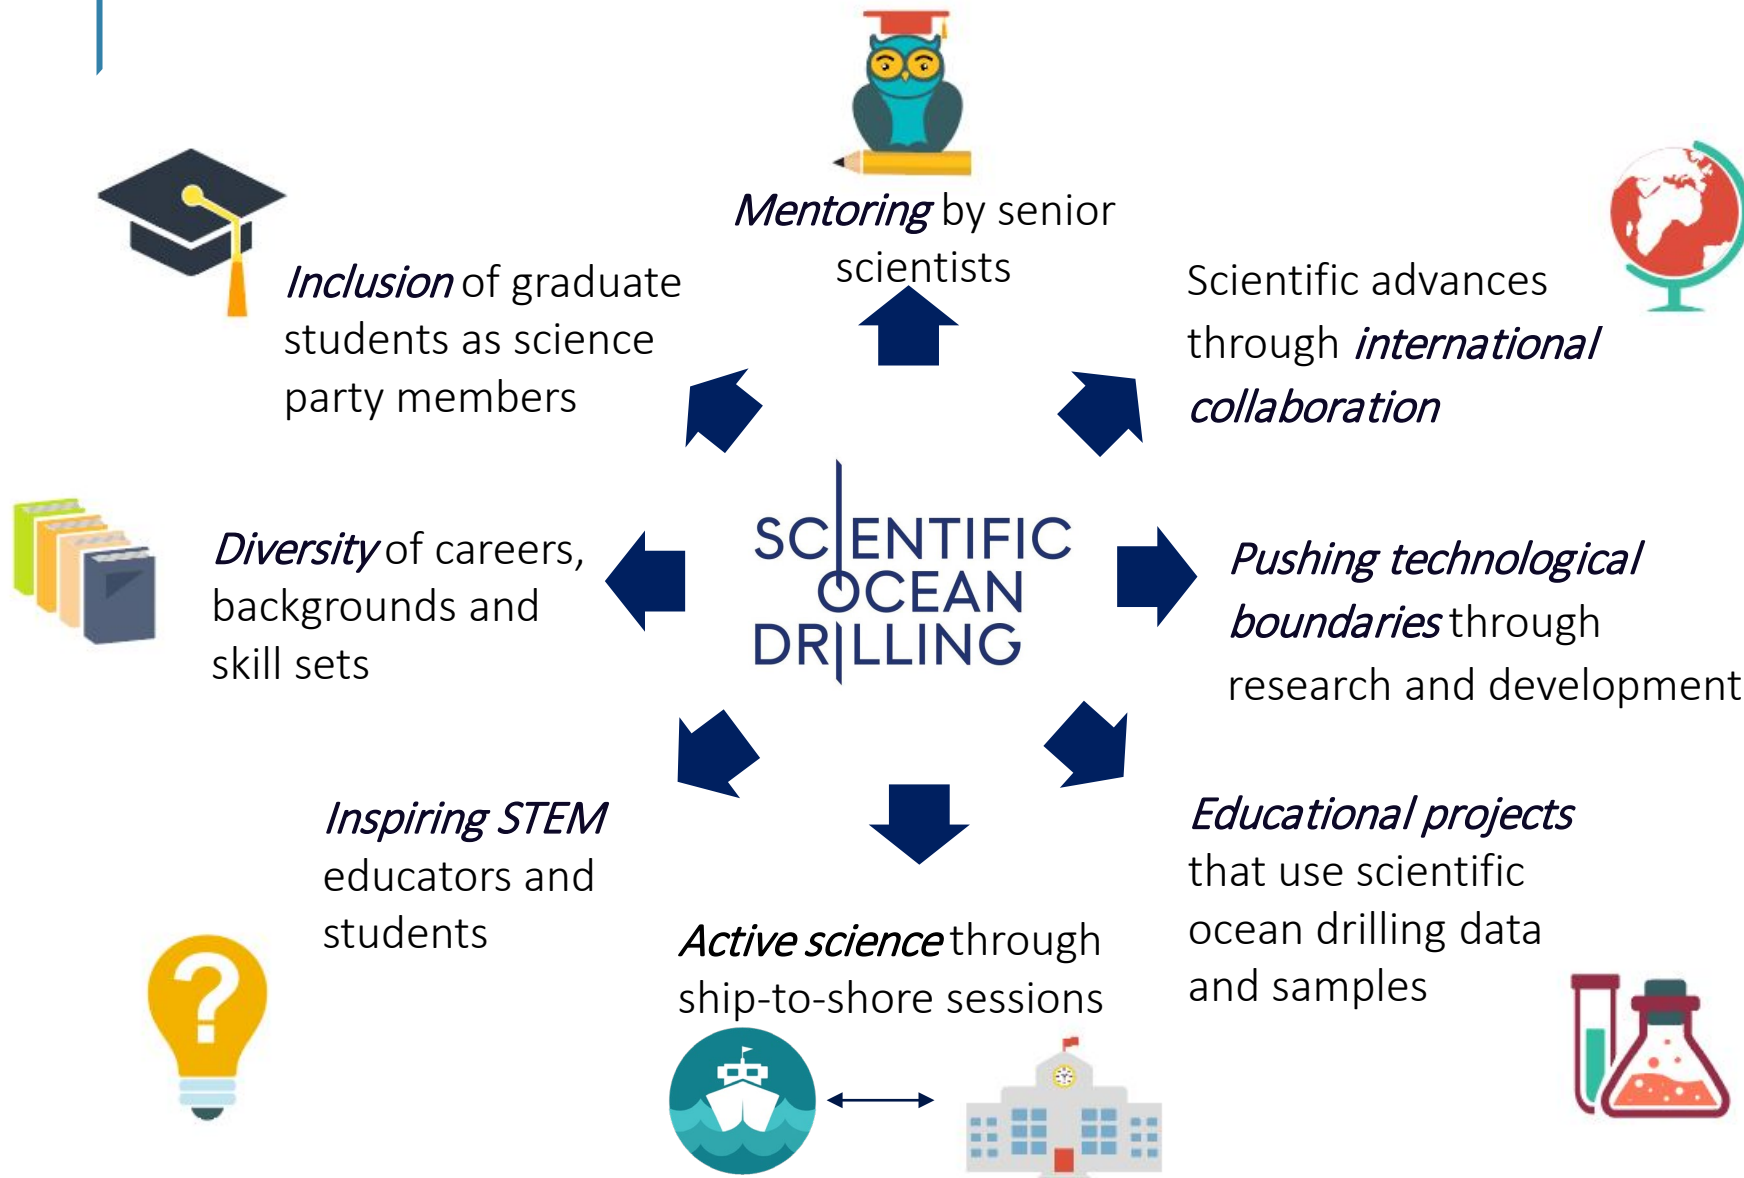 Mentoring by senior
scientists
Inclusion of graduate
students as science
party members
Scientific advances
through international
collaboration
Diversity of careers,
backgrounds and
skill sets
SCIENTIFIC
OCEAN
DRILLING
Pushing technological
boundaries through
research and development
Inspiring STEM
educators and
students
Active science through
ship-to-shore sessions
Educational projects
that use scientific
ocean drilling data
and samples
?